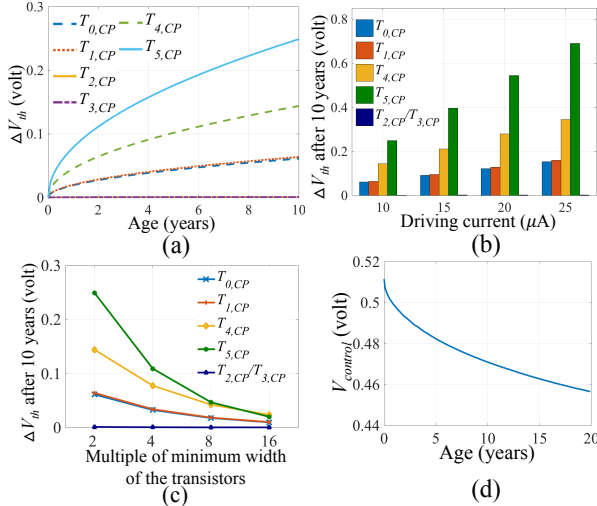 0.3
0.2
0.1
0
ΔV_th (volt)
T_0,CP
T_1,CP
T_2,CP
T_3,CP
T_4,CP
T_5,CP
0 2 4 6 8 10
Age (years)
(a)
0.8
0.6
0.4
0.2
0
ΔV_th after 10 years (volt)
T_0,CP
T_1,CP
T_4,CP
T_5,CP
T_2,CP/T_3,CP
10 15 20 25
Driving current (μA)
(b)
0.3
0.2
0.1
0
ΔV_th after 10 years (volt)
T_0,CP
T_1,CP
T_4,CP
T_5,CP
T_2,CP/T_3,CP
2 4 8 16
Multiple of minimum width
of the transistors
(c)
0.52
0.5
0.48
0.46
0.44
V_control (volt)
0 5 10 15 20
Age (years)
(d)